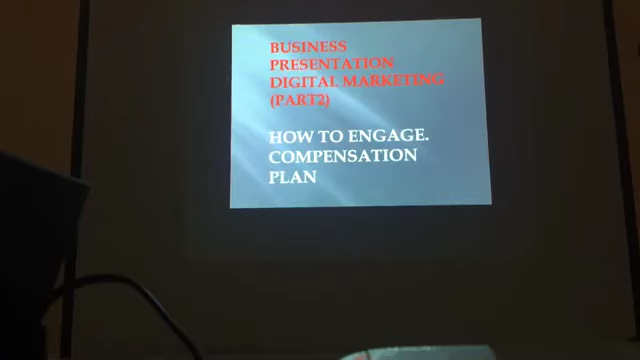 BUSINESS
PRESENTATION
DIGITAL MARKETING
(PART2)
HOW TO ENGAGE.
COMPENSATION
PLAN